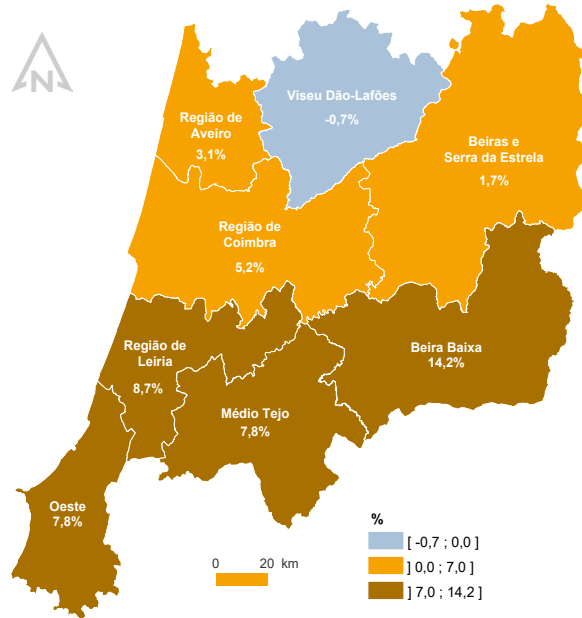 N
Viseu Dão-Lafões
-0,7%
Região de
Aveiro
3,1%
Beiras e
Serra da Estrela
1,7%
Região de
Coimbra
5,2%
Região de
Leiria
8,7%
Beira Baixa
14,2%
Médio Tejo
7,8%
Oeste
7,8%
%
[ -0,7 ; 0,0 ]
] 0,0 ; 7,0 ]
] 7,0 ; 14,2 ]
0 20 km